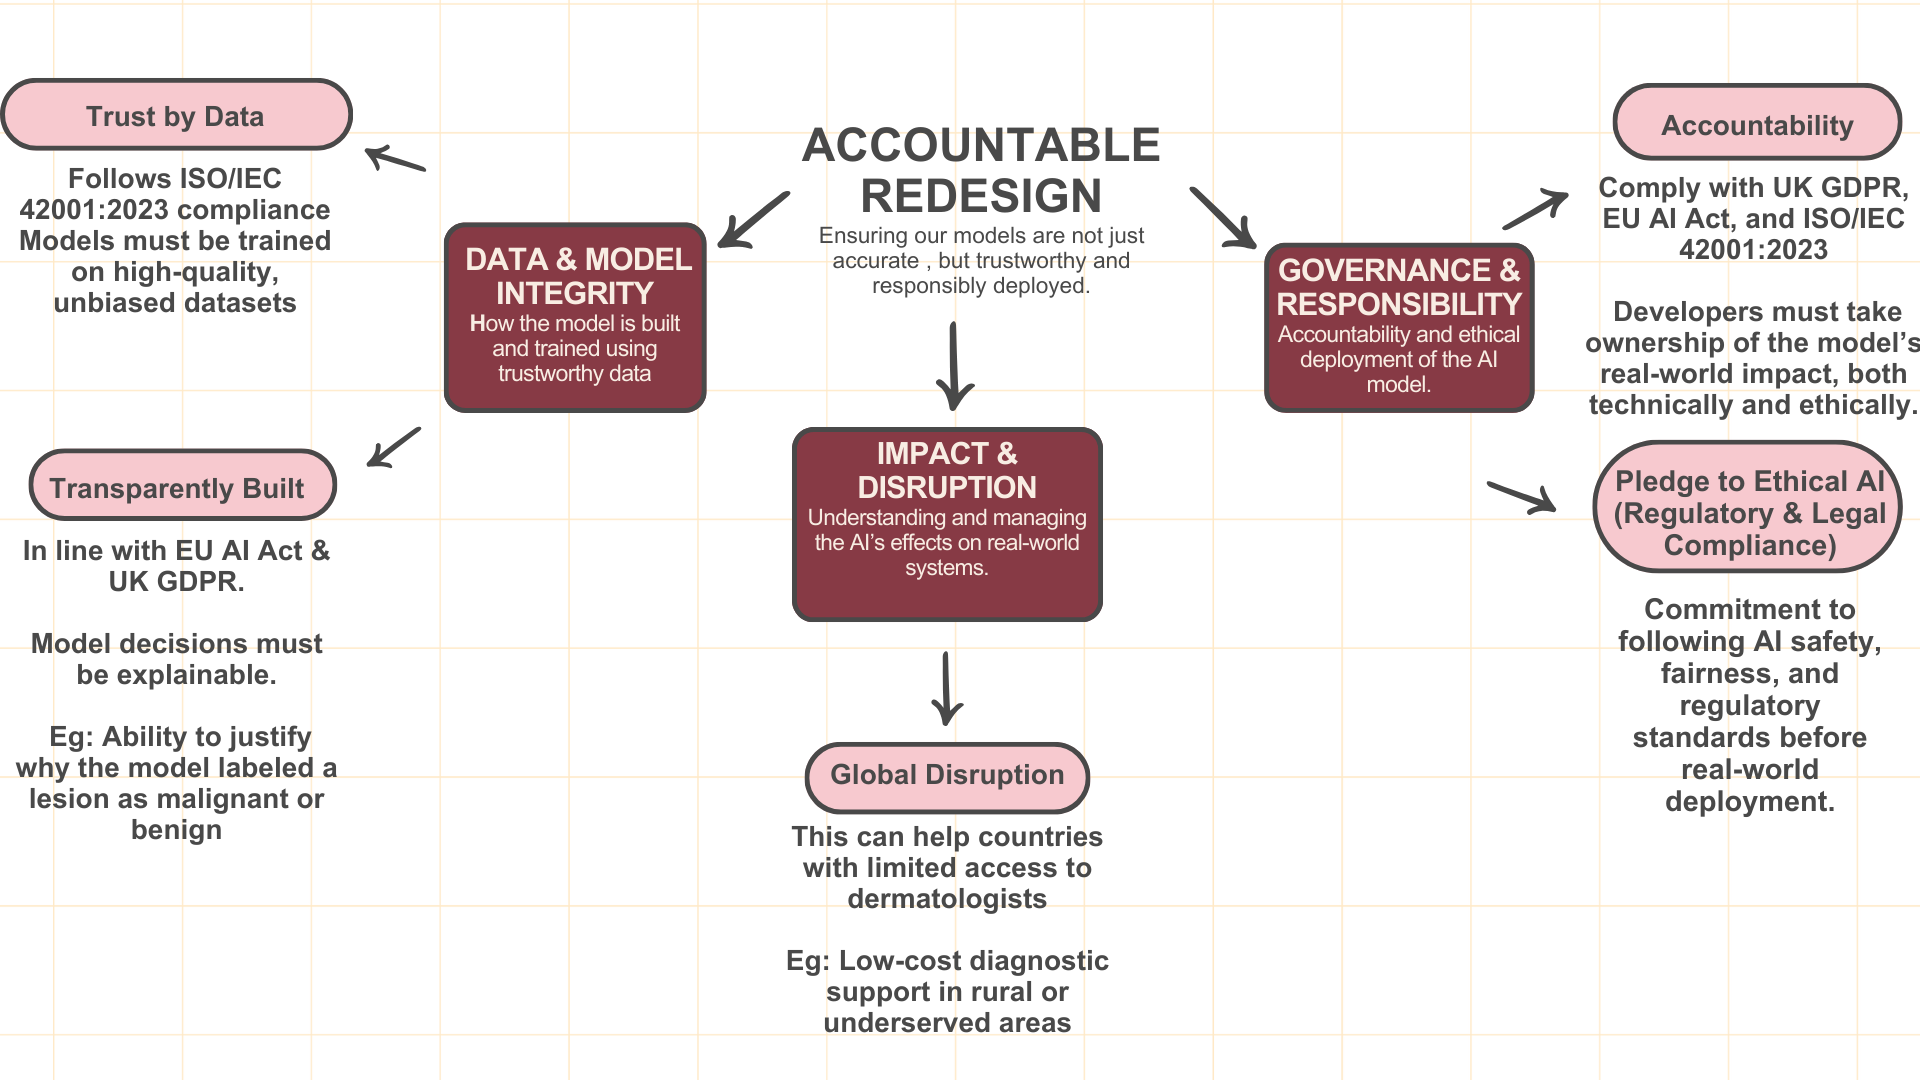 ACCOUNTABLE
REDESIGN
Ensuring our models are not just
accurate , but trustworthy and
responsibly deployed.
DATA & MODEL
INTEGRITY
How the model is built
and trained using
trustworthy data
Trust by Data
Follows ISO/IEC
42001:2023 compliance
Models must be trained
on high-quality,
unbiased datasets
Transparently Built
In line with EU AI Act &
UK GDPR.
Model decisions must
be explainable.
Eg: Ability to justify
why the model labeled a
lesion as malignant or
benign
IMPACT &
DISRUPTION
Understanding and managing
the AI’s effects on real-world
systems.
Global Disruption
This can help countries
with limited access to
dermatologists
Eg: Low-cost diagnostic
support in rural or
underserved areas
GOVERNANCE &
RESPONSIBILITY
Accountability and ethical
deployment of the AI
model.
Accountability
Comply with UK GDPR,
EU AI Act, and ISO/IEC
42001:2023
Developers must take
ownership of the model’s
real-world impact, both
technically and ethically.
Pledge to Ethical AI
(Regulatory & Legal
Compliance)
Commitment to
following AI safety,
fairness, and
regulatory
standards before
real-world
deployment.